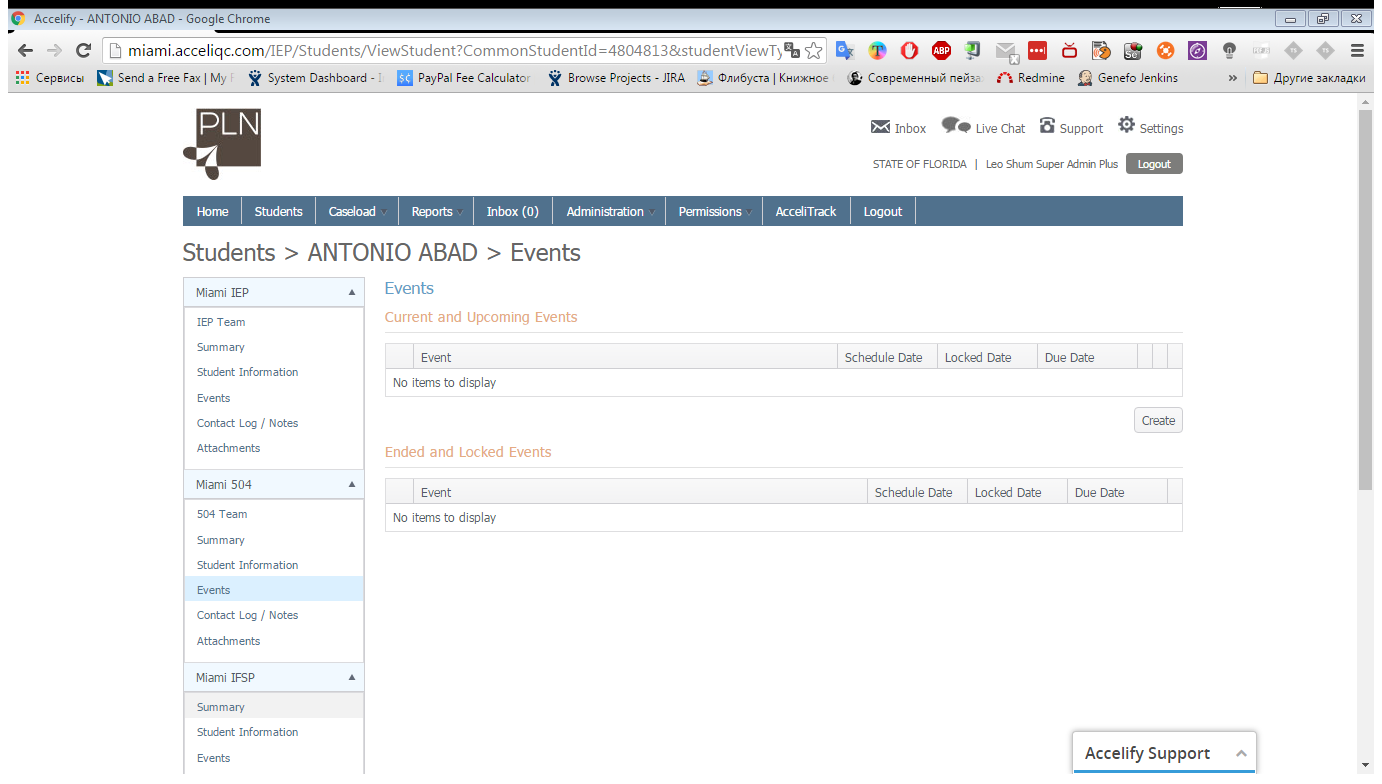 Accelify - ANTONIO ABAD - Google Chrome
miami.acceliqc.com/IEP/Students/ViewStudent?CommonStudentId=4804813&studentViewTy
ABP
Сервисы Send a Free Fax | My System Dashboard - PayPal Fee Calculator Browse Projects - JIRA Флибуста | Книжное Современный Redmine Genefo Jenkins » Другие закладки
PLN
Inbox Live Chat Support Settings
STATE OF FLORIDA | Leo Shum Super Admin Plus Logout
Home Students Caseload Reports Inbox (0) Administration Permissions AcceliTrack Logout
Students > ANTONIO ABAD > Events
Miami IEP
IEP Team
Summary
Student Information
Events
Contact Log / Notes
Attachments
Miami 504
504 Team
Summary
Student Information
Events
Contact Log / Notes
Attachments
Miami IFSP
Summary
Student Information
Events
Events
Current and Upcoming Events
Event Schedule Date Locked Date Due Date
No items to display
Create
Ended and Locked Events
Event Schedule Date Locked Date Due Date
No items to display
Accelify Support